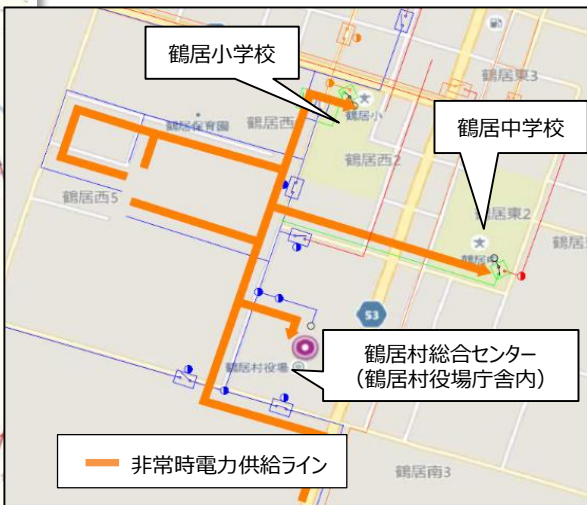 鶴居小学校
鶴居東3
鶴居小
鶴居保育園
鶴居西
鶴居中学校
鶴居西2
鶴居西5
鶴居東2
53
鶴居村総合センター
（鶴居村役場庁舎内）
鶴居村役場
非常時電力供給ライン
鶴居南3